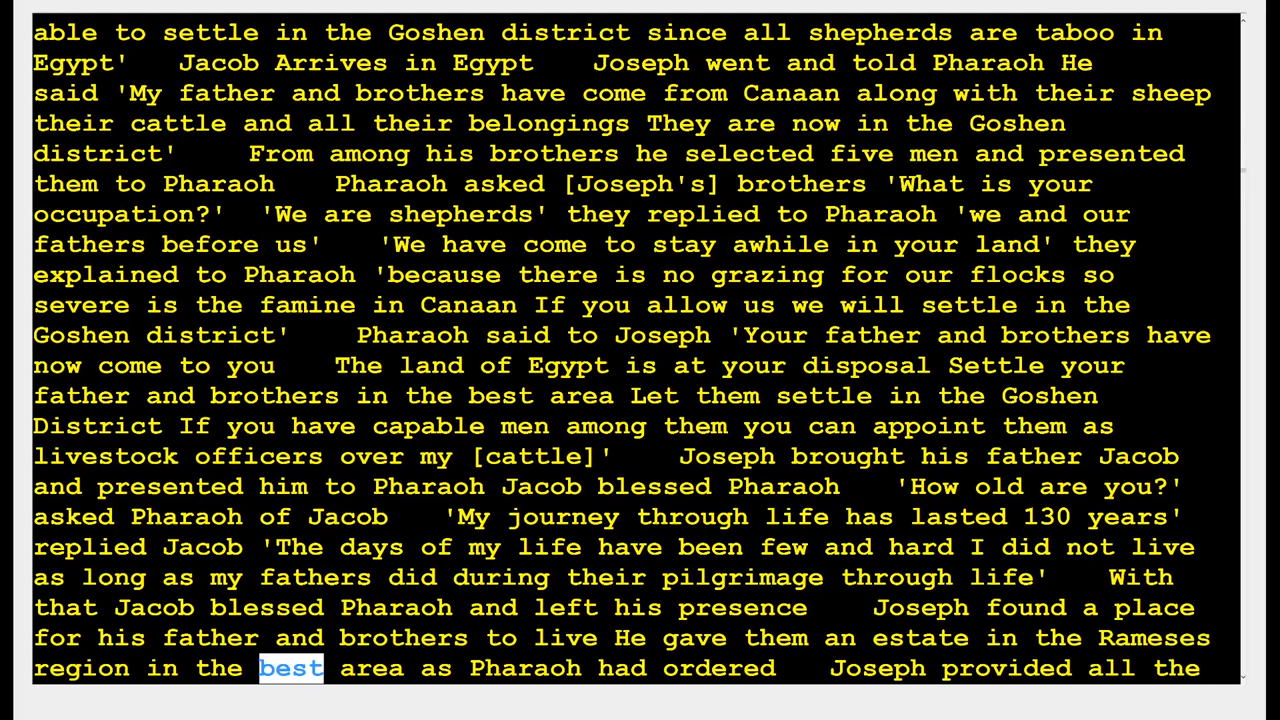 able to settle in the Goshen district since all shepherds are taboo in
Egypt'   Jacob Arrives in Egypt    Joseph went and told Pharaoh He
said 'My father and brothers have come from Canaan along with their sheep
their cattle and all their belongings They are now in the Goshen
district'    From among his brothers he selected five men and presented
them to Pharaoh    Pharaoh asked [Joseph's] brothers 'What is your
occupation?'  'We are shepherds' they replied to Pharaoh 'we and our
fathers before us'    'We have come to stay awhile in your land' they
explained to Pharaoh 'because there is no grazing for our flocks so
severe is the famine in Canaan If you allow us we will settle in the
Goshen district'    Pharaoh said to Joseph 'Your father and brothers have
now come to you    The land of Egypt is at your disposal Settle your
father and brothers in the best area Let them settle in the Goshen
District If you have capable men among them you can appoint them as
livestock officers over my [cattle]'    Joseph brought his father Jacob
and presented him to Pharaoh Jacob blessed Pharaoh    'How old are you?'
asked Pharaoh of Jacob    'My journey through life has lasted 130 years'
replied Jacob 'The days of my life have been few and hard I did not live
as long as my fathers did during their pilgrimage through life'    With
that Jacob blessed Pharaoh and left his presence    Joseph found a place
for his father and brothers to live He gave them an estate in the Rameses
region in the best area as Pharaoh had ordered    Joseph provided all the